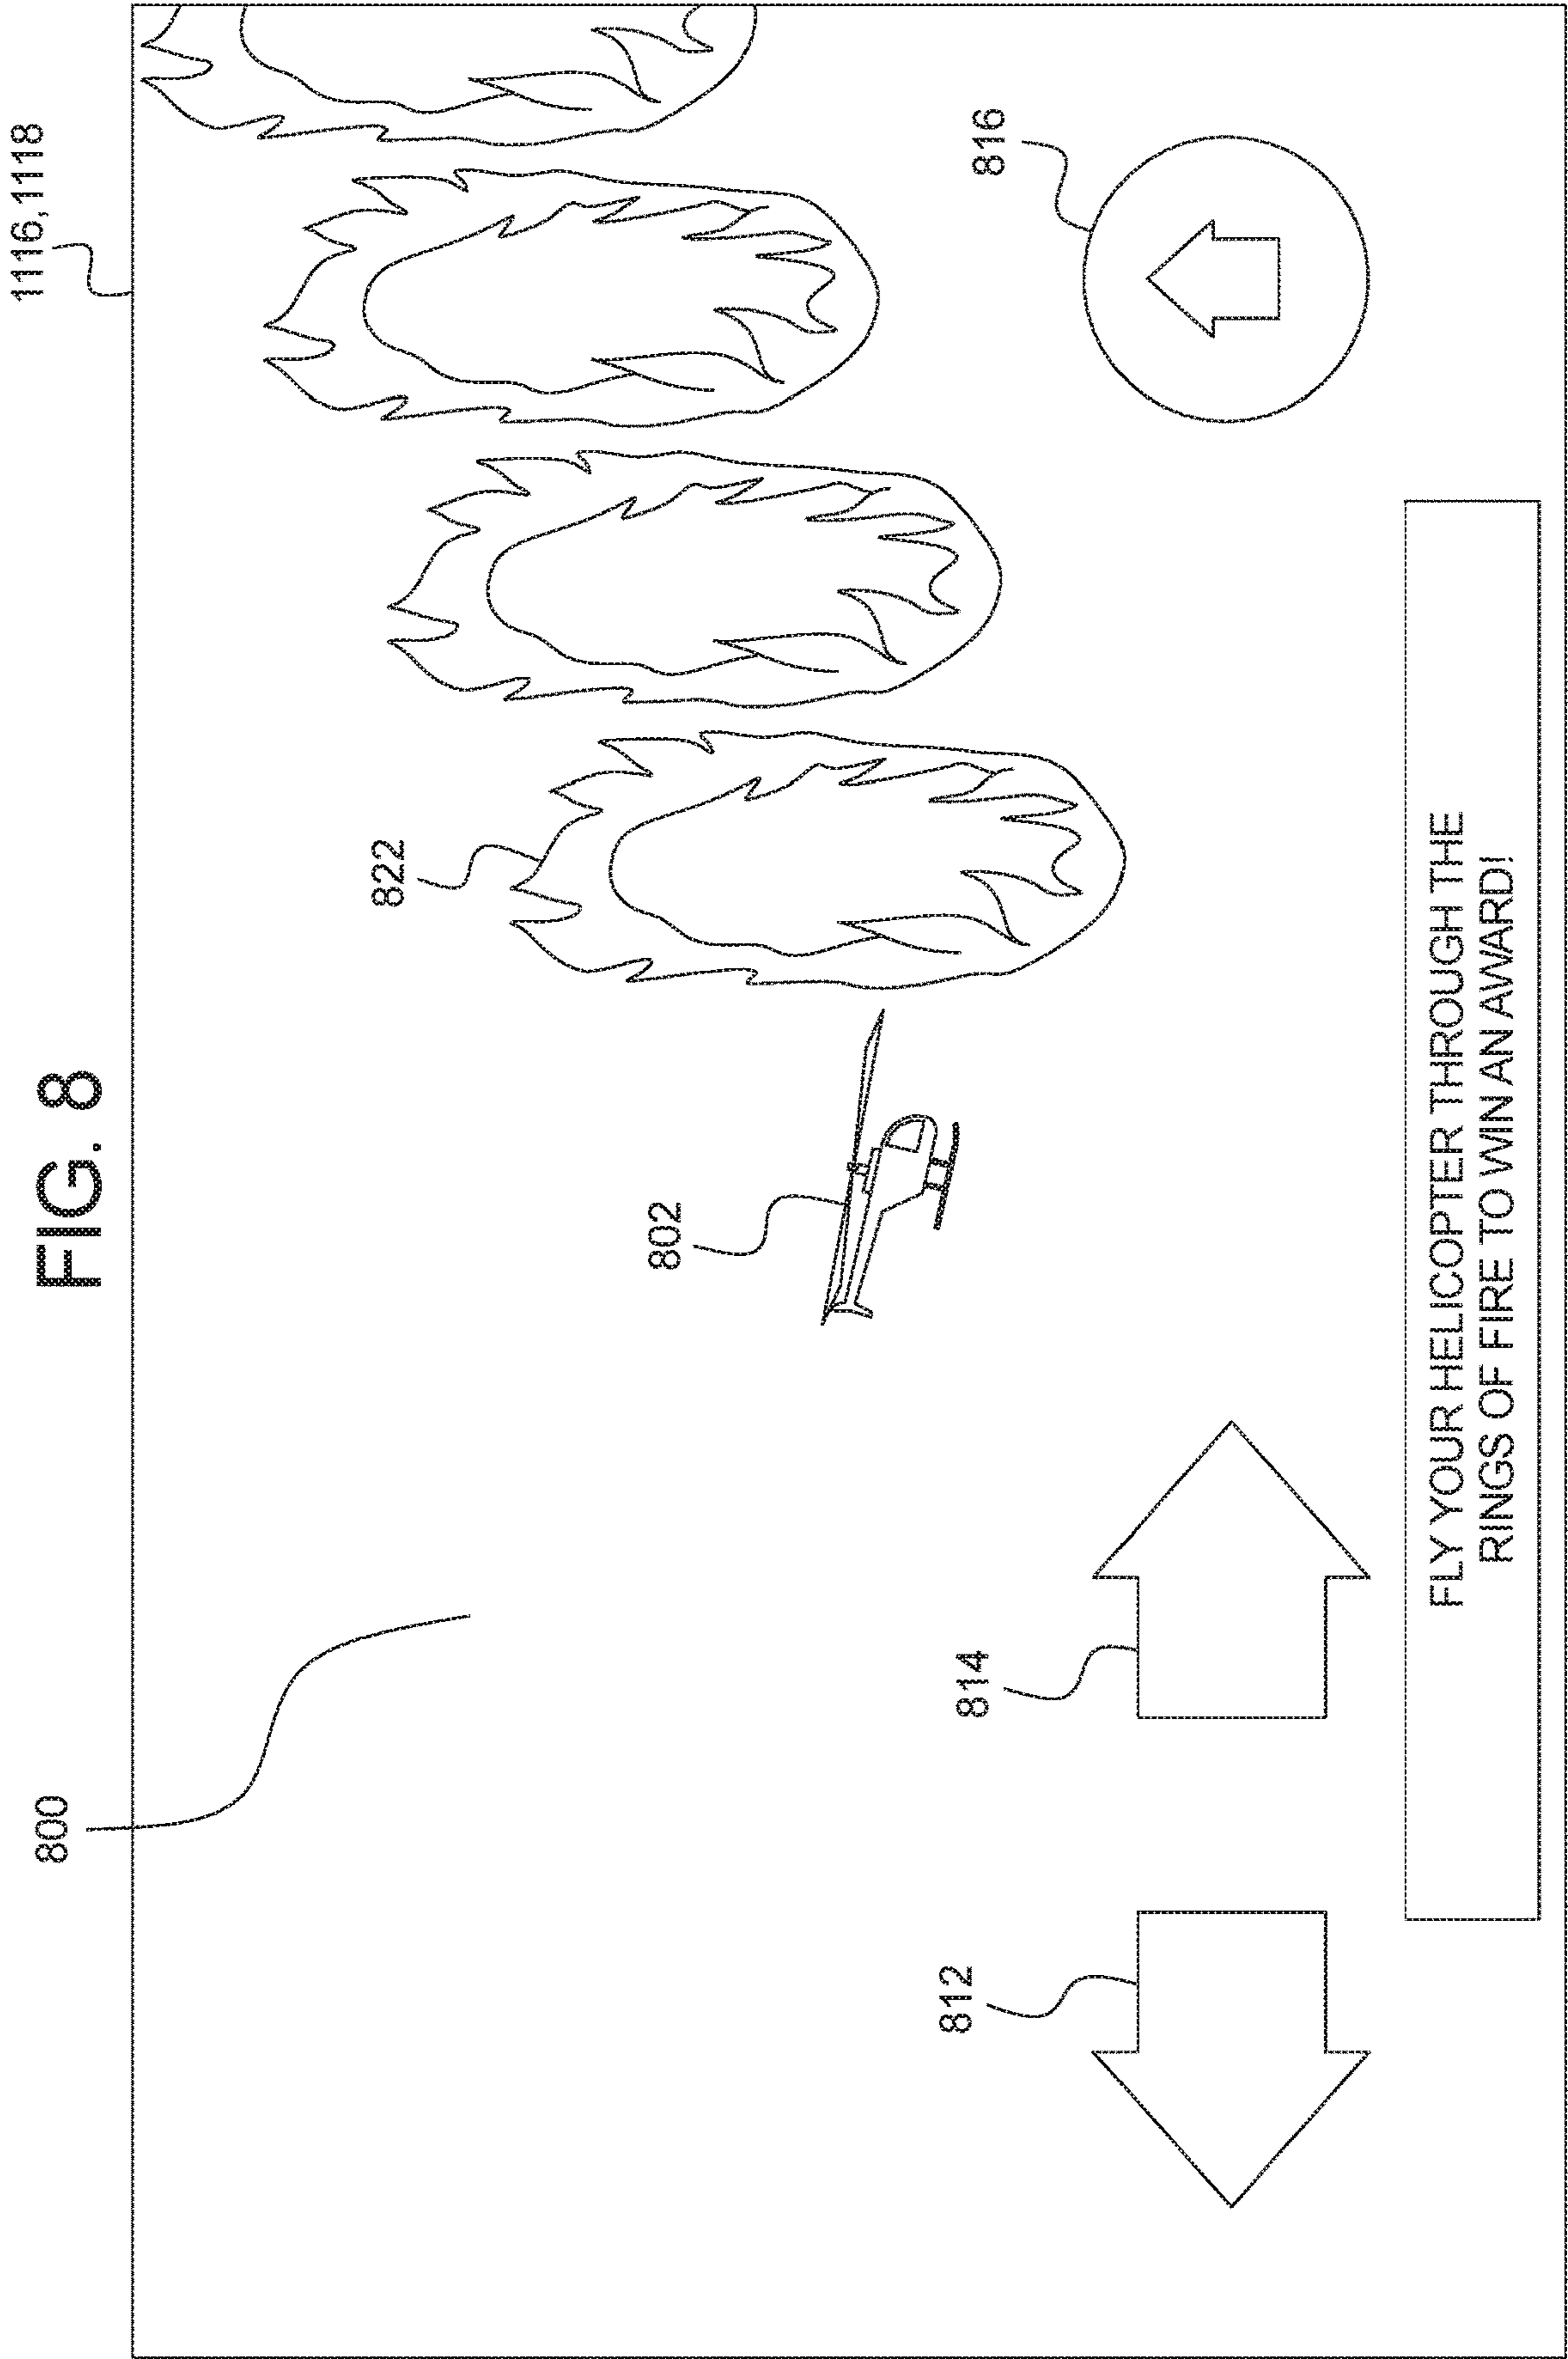 FIG. 8
800
1116, 1118
822
802
812
814
816
FLY YOUR HELICOPTER THROUGH THE
RINGS OF FIRE TO WIN AN AWARD!